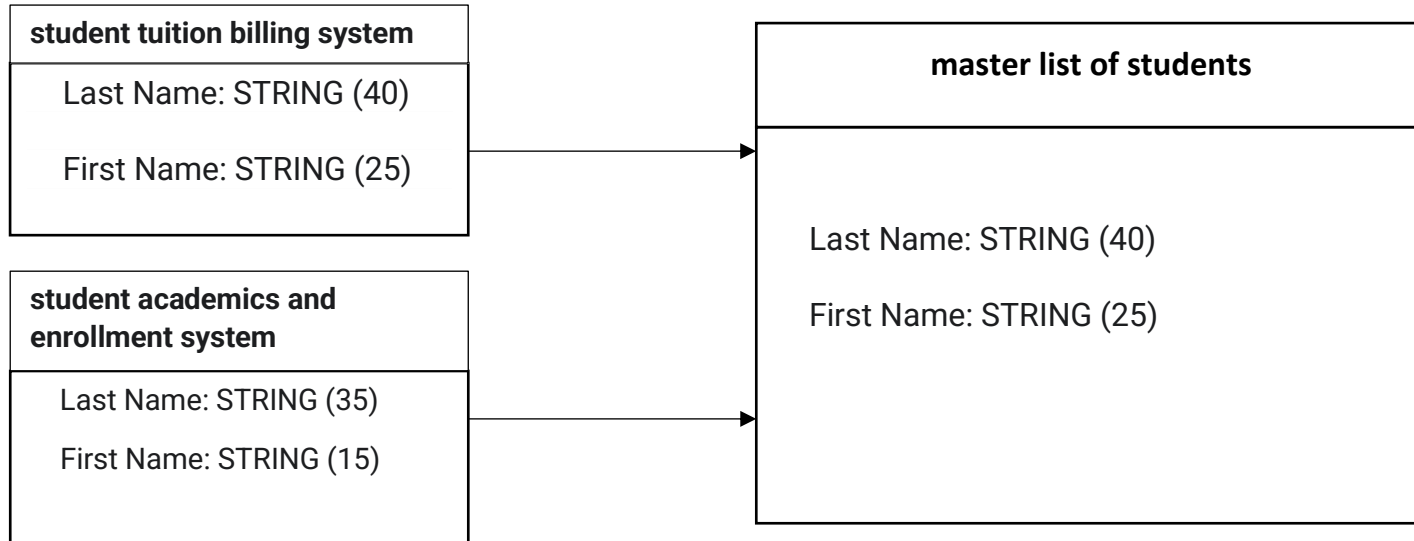 student tuition billing system
Last Name: STRING (40)
First Name: STRING (25)
student academics and
enrollment system
Last Name: STRING (35)
First Name: STRING (15)
master list of students
Last Name: STRING (40)
First Name: STRING (25)